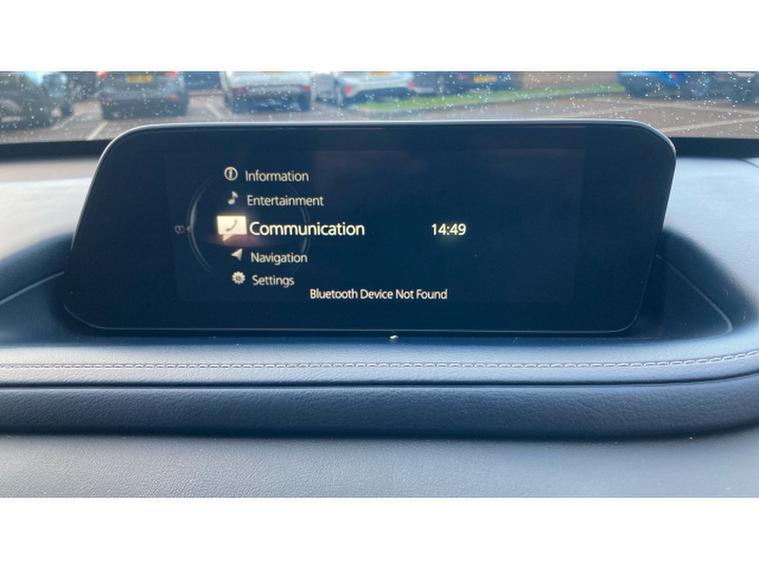 Information
Entertainment
Communication 14:49
Navigation
Settings
Bluetooth Device Not Found